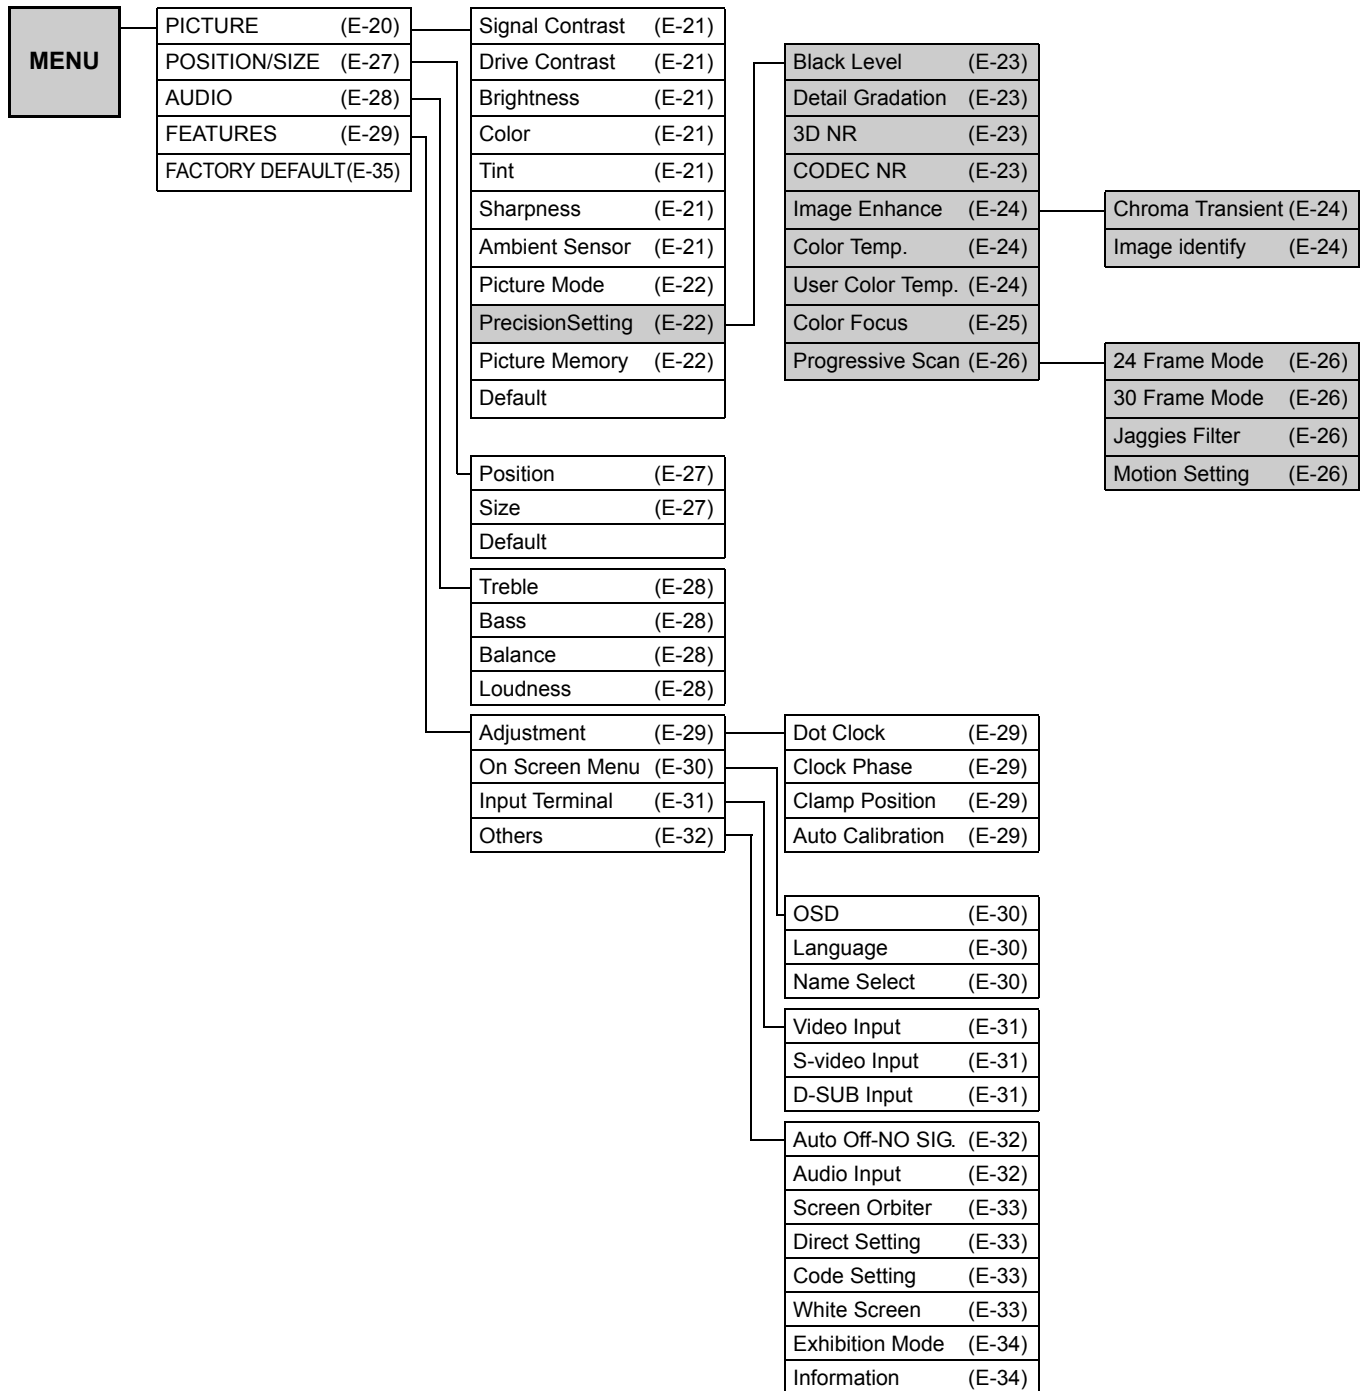 MENU
PICTURE (E-20)
POSITION/SIZE (E-27)
AUDIO (E-28)
FEATURES (E-29)
FACTORY DEFAULT(E-35)
Signal Contrast (E-21)
Drive Contrast (E-21)
Brightness (E-21)
Color (E-21)
Tint (E-21)
Sharpness (E-21)
Ambient Sensor (E-21)
Picture Mode (E-22)
PrecisionSetting (E-22)
Picture Memory (E-22)
Default
Black Level (E-23)
Detail Gradation (E-23)
3D NR (E-23)
CODEC NR (E-23)
Image Enhance (E-24)
Color Temp. (E-24)
User Color Temp. (E-24)
Color Focus (E-25)
Progressive Scan (E-26)
Chroma Transient (E-24)
Image identify (E-24)
24 Frame Mode (E-26)
30 Frame Mode (E-26)
Jaggies Filter (E-26)
Motion Setting (E-26)
Position (E-27)
Size (E-27)
Default
Treble (E-28)
Bass (E-28)
Balance (E-28)
Loudness (E-28)
Adjustment (E-29)
On Screen Menu (E-30)
Input Terminal (E-31)
Others (E-32)
Dot Clock (E-29)
Clock Phase (E-29)
Clamp Position (E-29)
Auto Calibration (E-29)
OSD (E-30)
Language (E-30)
Name Select (E-30)
Video Input (E-31)
S-video Input (E-31)
D-SUB Input (E-31)
Auto Off-NO SIG. (E-32)
Audio Input (E-32)
Screen Orbiter (E-33)
Direct Setting (E-33)
Code Setting (E-33)
White Screen (E-33)
Exhibition Mode (E-34)
Information (E-34)